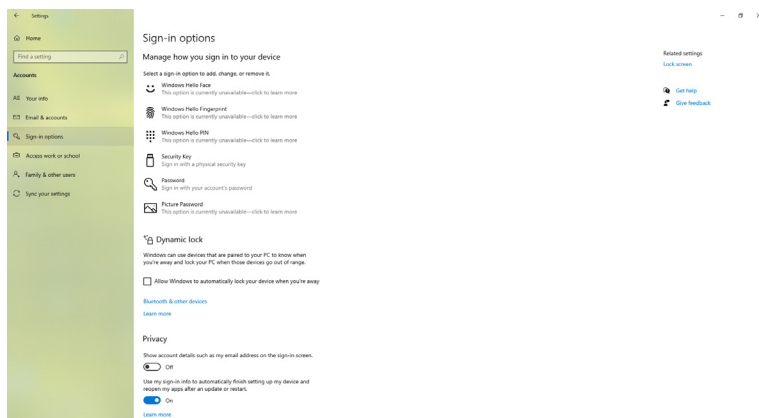 Settings
Home
Find a setting
Accounts
Your info
Email & accounts
Sign-in options
Access work or school
Family & other users
Sync your settings
Sign-in options
Manage how you sign in to your device
Select a sign-in option to add, change, or remove it.
Windows Hello Face
This option is currently unavailable—click to learn more
Windows Hello Fingerprint
This option is currently unavailable—click to learn more
Windows Hello PIN
This option is currently unavailable—click to learn more
Security Key
Sign in with a physical security key
Password
Sign in with your account's password
Picture Password
This option is currently unavailable—click to learn more
Dynamic lock
Windows can use devices that are paired to your PC to know when
you're away and lock your PC when those devices go out of range.
Allow Windows to automatically lock your device when you're away
Bluetooth & other devices
Learn more
Privacy
Show account details such as my email address on the sign-in screen.
Off
Use my sign-in info to automatically finish setting up my device and
reopen my apps after an update or restart.
On
Learn more
Related settings
Lock screen
Get help
Give feedback